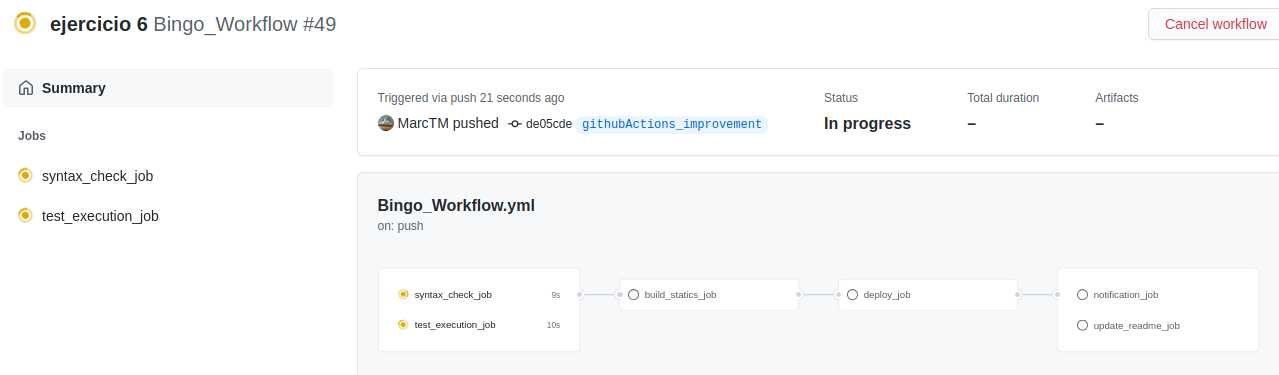 ejercicio 6 Bingo_Workflow #49
Cancel workflow
Summary
Jobs
syntax_check_job
test_execution_job
Triggered via push 21 seconds ago
MarcTM pushed de05cde githubActions_improvement
Status
In progress
Total duration
–
Artifacts
–
Bingo_Workflow.yml
on: push
syntax_check_job 9s
test_execution_job 10s
build_statics_job
deploy_job
notification_job
update_readme_job